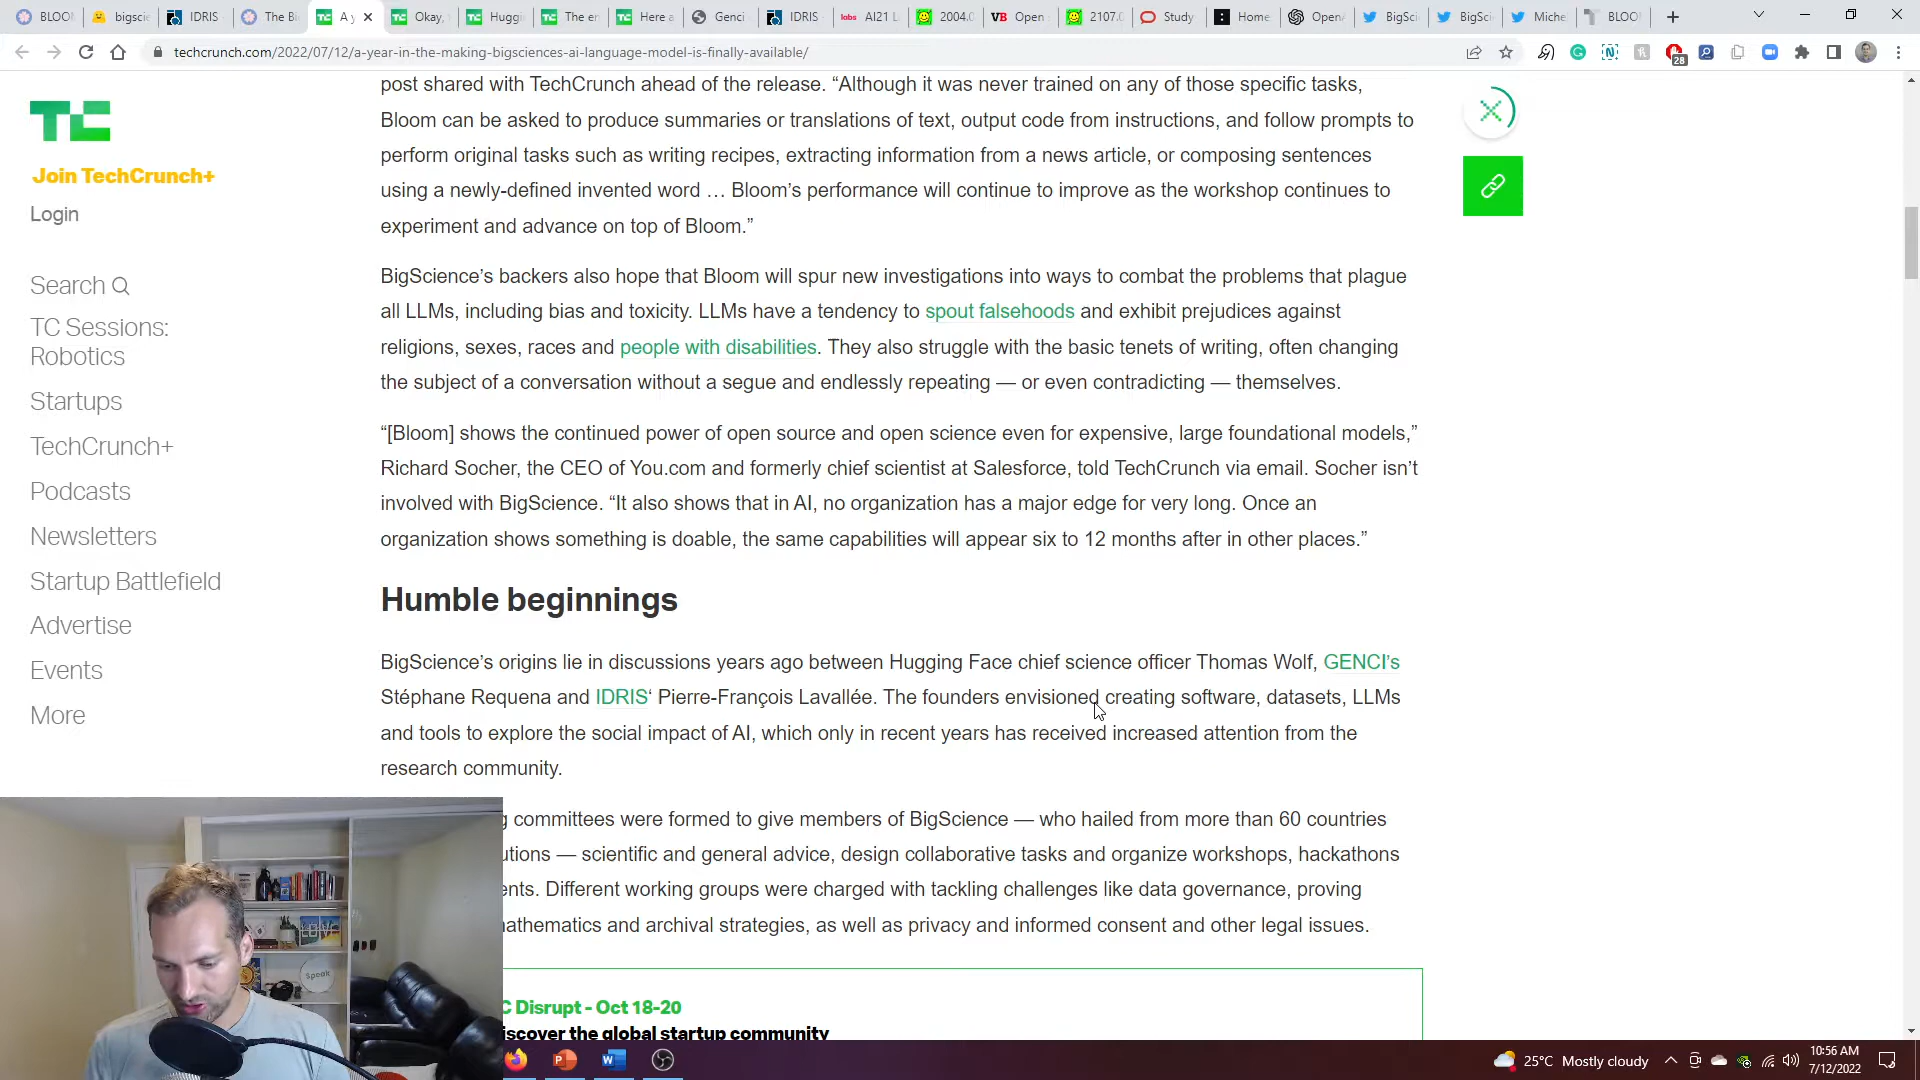 BLOOM
bigscie
IDRIS
The Bi
A y
Okay,
Huggi
The en
Here a
Genci
IDRIS
labs AI21 L
2004.0
VB Open
2107.0
Study
Home
OpenA
BigSci
BigSc
Miche
BLOO
techcrunch.com/2022/07/12/a-year-in-the-making-bigsciences-ai-language-model-is-finally-available/
28
TC
Join TechCrunch+
Login
Search
TC Sessions:
Robotics
Startups
TechCrunch+
Podcasts
Newsletters
Startup Battlefield
Advertise
Events
More
post shared with TechCrunch ahead of the release. “Although it was never trained on any of those specific tasks,
Bloom can be asked to produce summaries or translations of text, output code from instructions, and follow prompts to
perform original tasks such as writing recipes, extracting information from a news article, or composing sentences
using a newly-defined invented word … Bloom’s performance will continue to improve as the workshop continues to
experiment and advance on top of Bloom.”
BigScience’s backers also hope that Bloom will spur new investigations into ways to combat the problems that plague
all LLMs, including bias and toxicity. LLMs have a tendency to spout falsehoods and exhibit prejudices against
religions, sexes, races and people with disabilities. They also struggle with the basic tenets of writing, often changing
the subject of a conversation without a segue and endlessly repeating — or even contradicting — themselves.
“[Bloom] shows the continued power of open source and open science even for expensive, large foundational models,”
Richard Socher, the CEO of You.com and formerly chief scientist at Salesforce, told TechCrunch via email. Socher isn’t
involved with BigScience. “It also shows that in AI, no organization has a major edge for very long. Once an
organization shows something is doable, the same capabilities will appear six to 12 months after in other places.”
Humble beginnings
BigScience’s origins lie in discussions years ago between Hugging Face chief science officer Thomas Wolf, GENCI’s
Stéphane Requena and IDRIS‘ Pierre-François Lavallée. The founders envisioned creating software, datasets, LLMs
and tools to explore the social impact of AI, which only in recent years has received increased attention from the
research community.
g committees were formed to give members of BigScience — who hailed from more than 60 countries
utions — scientific and general advice, design collaborative tasks and organize workshops, hackathons
ents. Different working groups were charged with tackling challenges like data governance, proving
athematics and archival strategies, as well as privacy and informed consent and other legal issues.
C Disrupt - Oct 18-20
iscover the global startup community
Speak
25°C Mostly cloudy
10:56 AM
7/12/2022